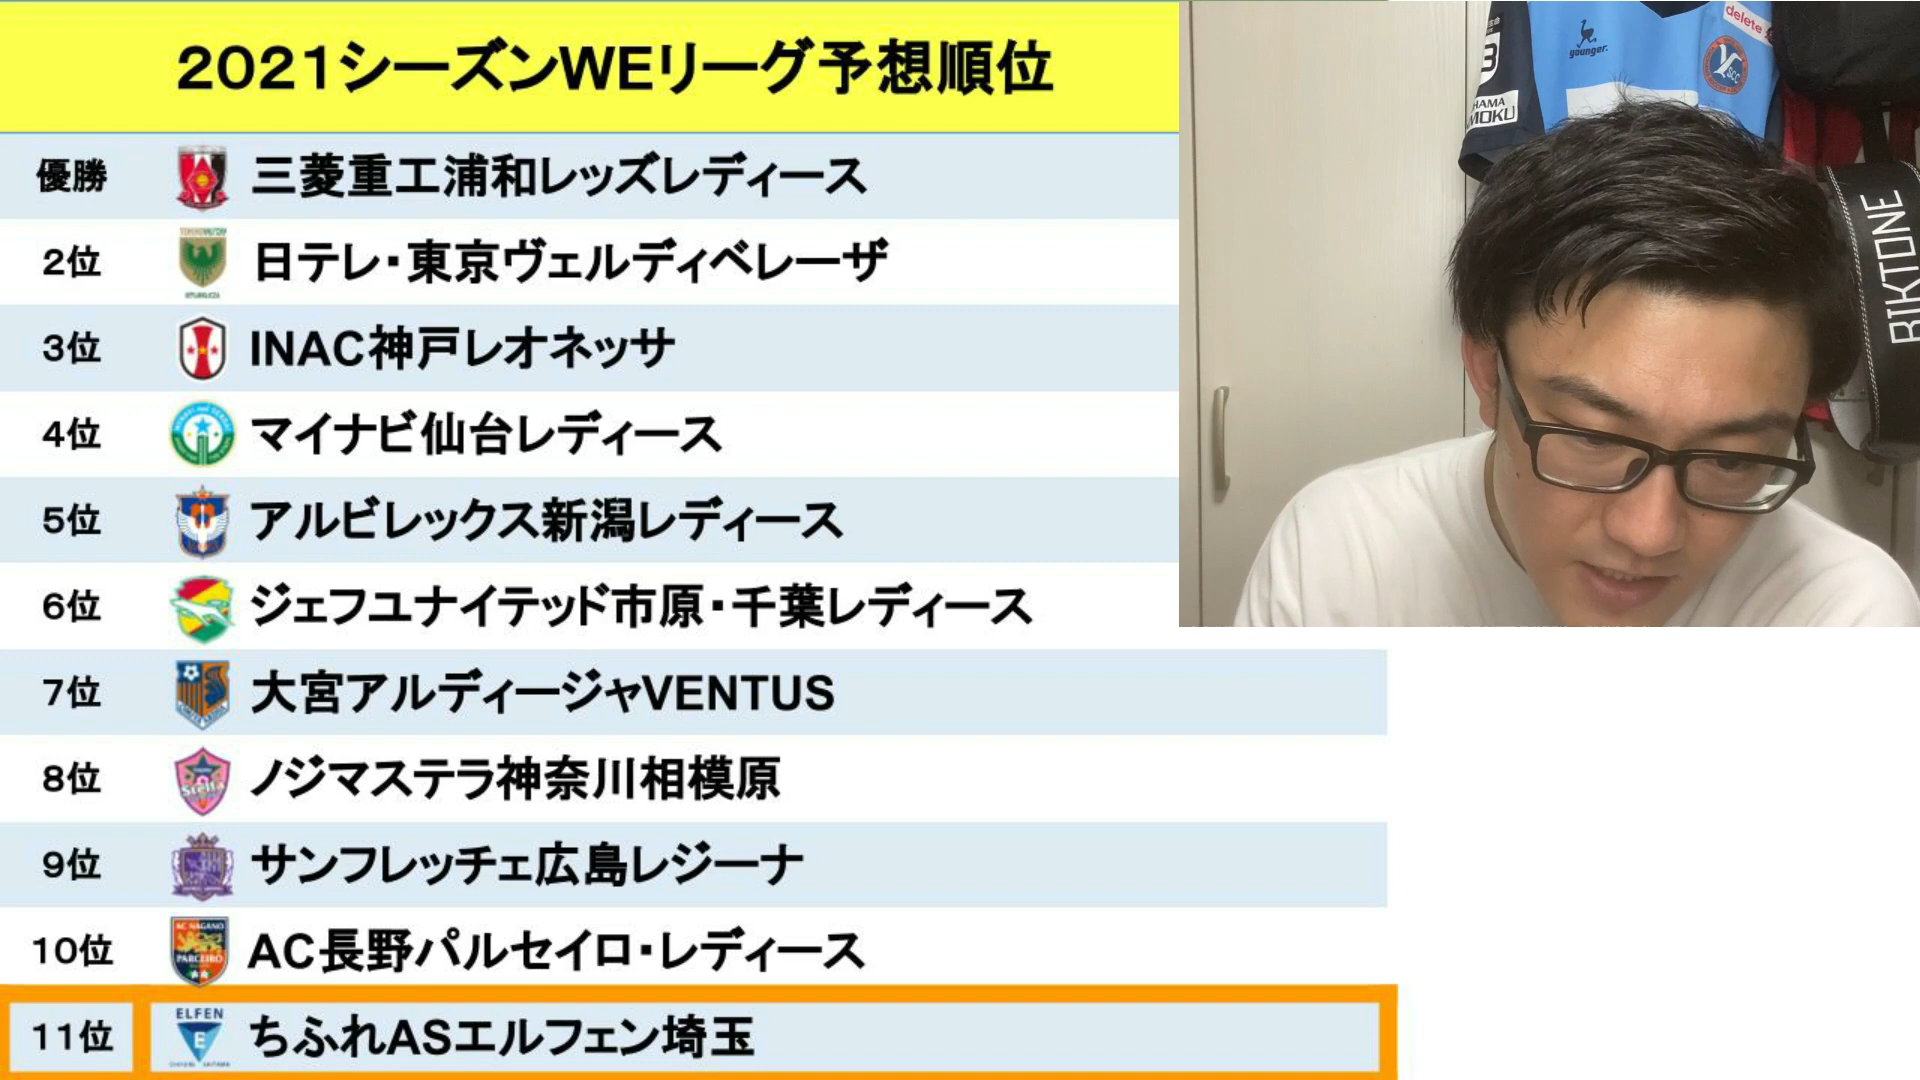 2021シーズンWEリーグ予想順位
優勝 三菱重工浦和レッズレディース
2位 日テレ・東京ヴェルディベレーザ
3位 INAC神戸レオネッサ
4位 マイナビ仙台レディース
5位 アルビレックス新潟レディース
6位 ジェフユナイテッド市原・千葉レディース
7位 大宮アルディージャVENTUS
8位 ノジマステラ神奈川相模原
Stella
9位 サンフレッチェ広島レジーナ
10位 AC長野パルセイロ・レディース
AC NAGANO
PARCEIRO
11位 ちふれASエルフェン埼玉
ELFEN
E
delete
younger.
YSCC
3
HAMA
MOKU
BIKTONE